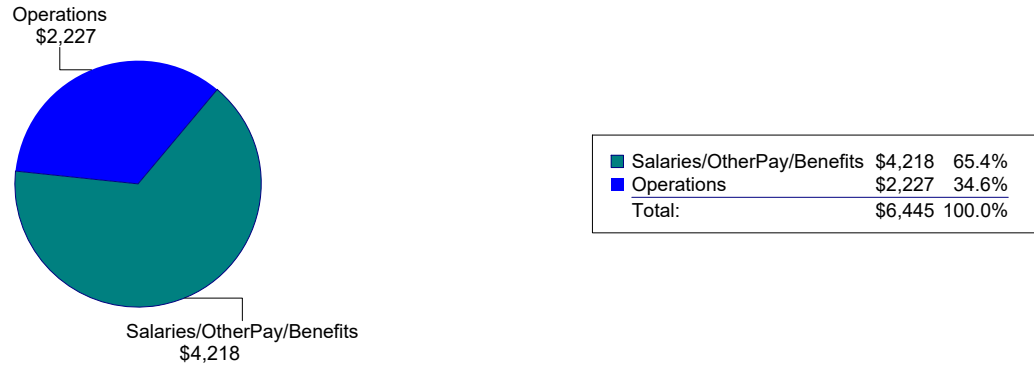 Operations
$2,227
Salaries/OtherPay/Benefits
$4,218
Salaries/OtherPay/Benefits $4,218 65.4%
Operations $2,227 34.6%
Total: $6,445 100.0%